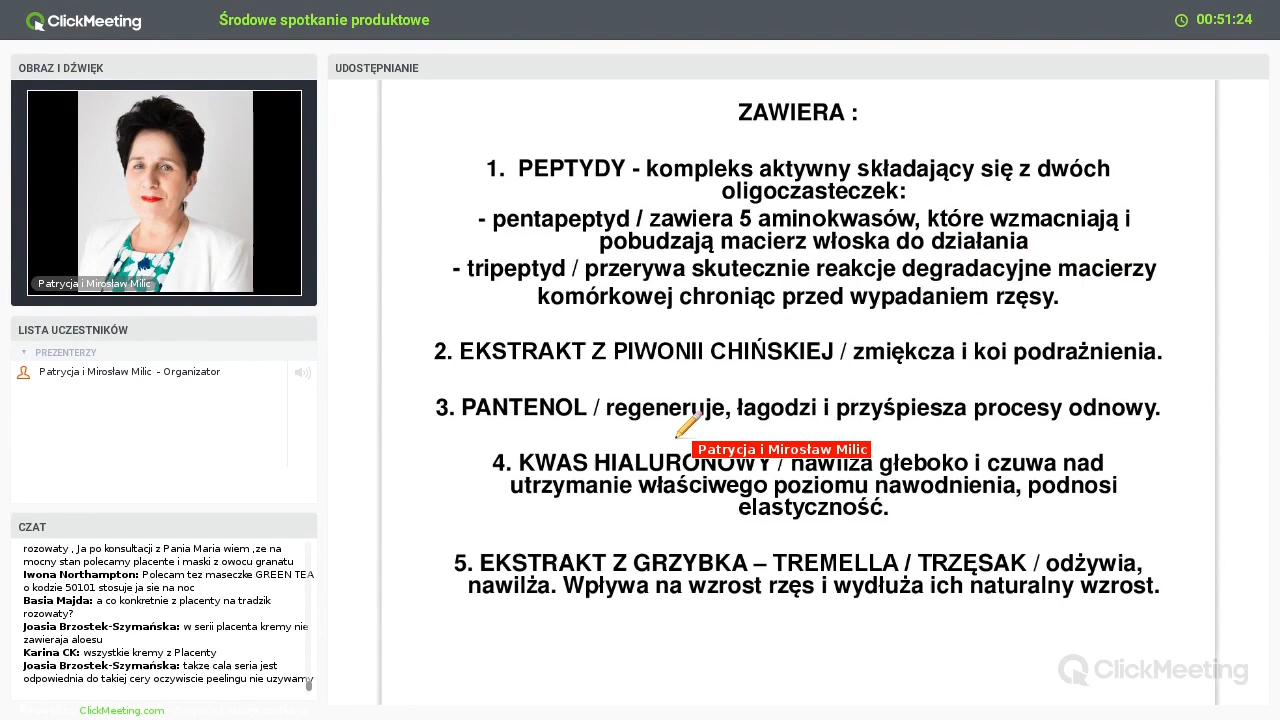 ClickMeeting
Środowe spotkanie produktowe
00:51:24
OBRAZ I DŹWIĘK
Patrycja i Mirosław Milic
LISTA UCZESTNIKÓW
PREZENTERZY
Patrycja i Mirosław Milic - Organizator
CZAT
rozowaty , Ja po konsultacji z Pania Maria wiem ,ze na
mocny stan polecamy placente i maski z owocu granatu
Iwona Northampton: Polecam tez maseczke GREEN TEA
o kodzie 50101 stosuje ja sie na noc
Basia Majda: a co konkretnie z placenty na tradzik
rozowaty?
Joasia Brzostek-Szymańska: w serii placenta kremy nie
zawieraja aloesu
Karina CK: wszystkie kremy z Placenty
Joasia Brzostek-Szymańska: takze cala seria jest
odpowiednia do takiej cery oczywiscie peelingu nie uzywamy
ClickMeeting.com
UDOSTĘPNIANIE
ZAWIERA :
1. PEPTYDY - kompleks aktywny składający się z dwóch
oligoczasteczek:
- pentapeptyd / zawiera 5 aminokwasów, które wzmacniają i
pobudzają macierz włoska do działania
- tripeptyd / przerywa skutecznie reakcje degradacyjne macierzy
komórkowej chroniąc przed wypadaniem rzęsy.
2. EKSTRAKT Z PIWONII CHIŃSKIEJ / zmiękcza i koi podrażnienia.
3. PANTENOL / regeneruje, łagodzi i przyśpiesza procesy odnowy.
Patrycja i Mirosław Milic
4. KWAS HIALURONOWY / nawilża głeboko i czuwa nad
utrzymanie właściwego poziomu nawodnienia, podnosi
elastyczność.
5. EKSTRAKT Z GRZYBKA – TREMELLA / TRZĘSAK / odżywia,
nawilża. Wpływa na wzrost rzęs i wydłuża ich naturalny wzrost.
ClickMeeting